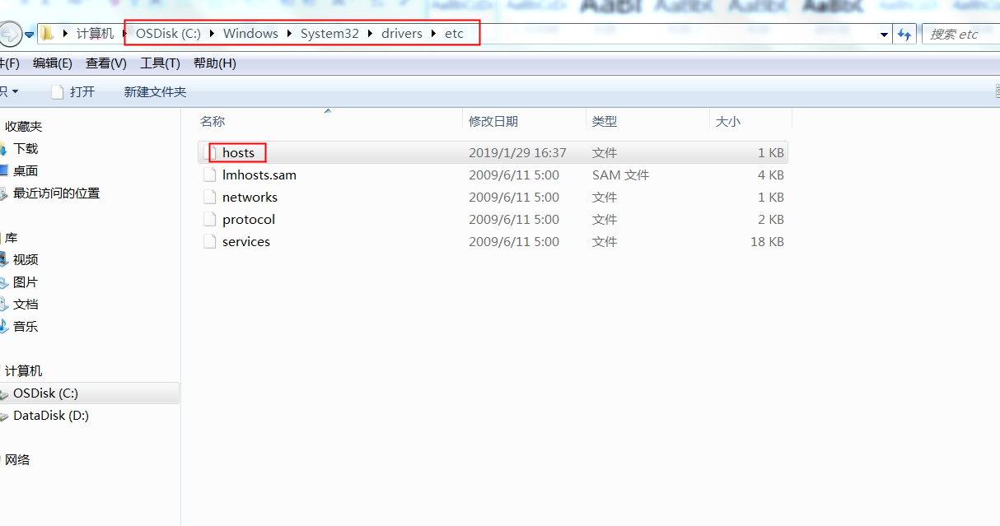 AaBl AaBbC AaBbC AaBbC
计算机 OSDisk (C:) Windows System32 drivers etc 搜索 etc
(F) 编辑(E) 查看(V) 工具(T) 帮助(H)
打开 新建文件夹
名称 修改日期 类型 大小
收藏夹
下载
桌面
最近访问的位置
库
视频
图片
文档
音乐
计算机
OSDisk (C:)
DataDisk (D:)
网络
hosts 2019/1/29 16:37 文件 1 KB
lmhosts.sam 2009/6/11 5:00 SAM 文件 4 KB
networks 2009/6/11 5:00 文件 1 KB
protocol 2009/6/11 5:00 文件 2 KB
services 2009/6/11 5:00 文件 18 KB